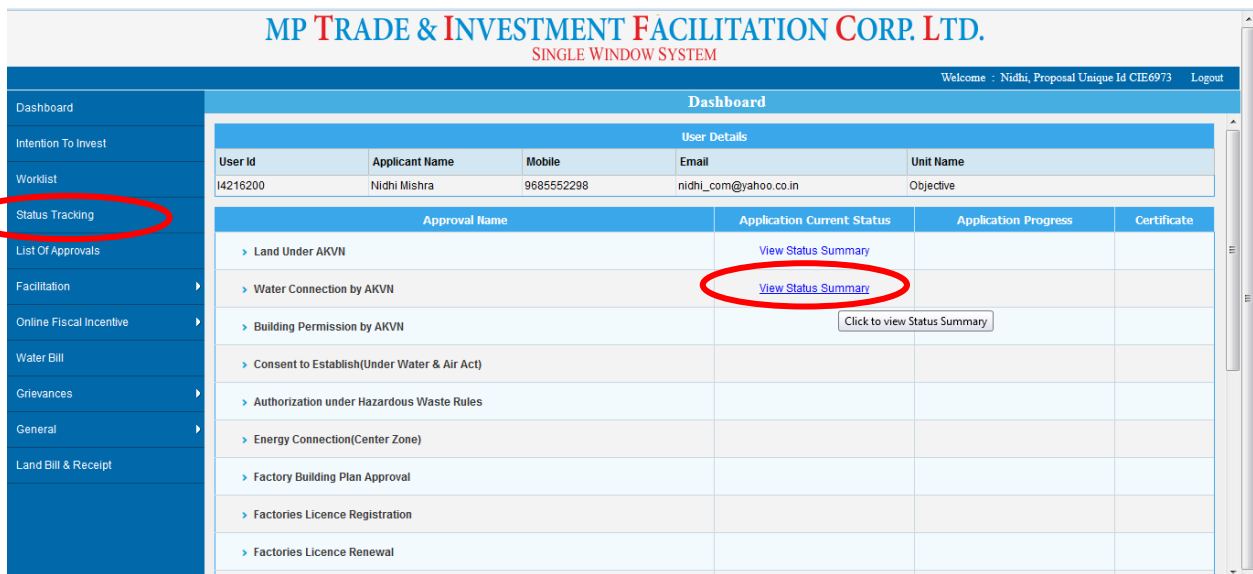 MP TRADE & INVESTMENT FACILITATION CORP. LTD.
SINGLE WINDOW SYSTEM
Welcome : Nidhi, Proposal Unique Id CIE6973 Logout
Dashboard
Intention To Invest
Worklist
Status Tracking
List Of Approvals
Facilitation
Online Fiscal Incentive
Water Bill
Grievances
General
Land Bill & Receipt
Dashboard
User Details
User Id Applicant Name Mobile Email Unit Name
I4216200 Nidhi Mishra 9685552298 nidhi_com@yahoo.co.in Objective
Approval Name Application Current Status Application Progress Certificate
Land Under AKVN View Status Summary
Water Connection by AKVN View Status Summary
Click to view Status Summary
Building Permission by AKVN
Consent to Establish(Under Water & Air Act)
Authorization under Hazardous Waste Rules
Energy Connection(Center Zone)
Factory Building Plan Approval
Factories Licence Registration
Factories Licence Renewal